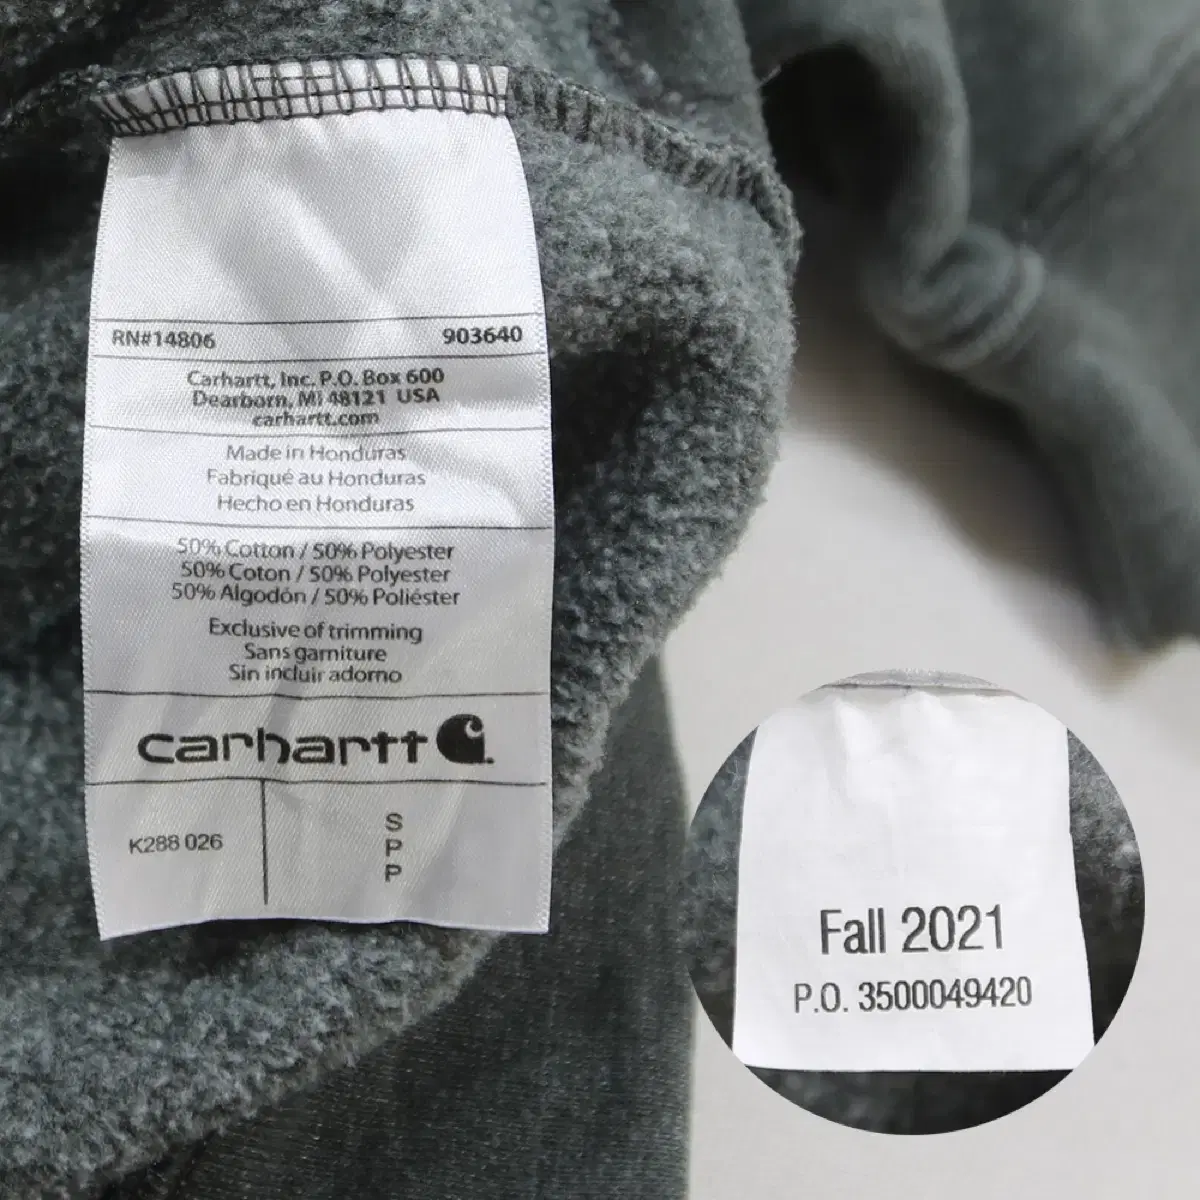 RN#14806 903640
Carhartt, Inc. P.O. Box 600
Dearborn, MI 48121 USA
carhartt.com
Made in Honduras
Fabriqué au Honduras
Hecho en Honduras
50% Cotton / 50% Polyester
50% Coton / 50% Polyester
50% Algodón / 50% Poliéster
Exclusive of trimming
Sans garniture
Sin incluir adorno
carhartt
K288 026
S
P
P
Fall 2021
P.O. 3500049420